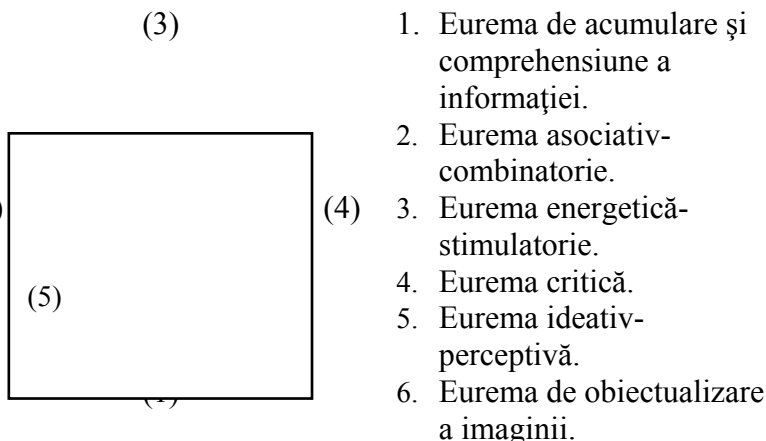 (3)
(4)
(5)
1. Eurema de acumulare şi
comprehensiune a
informaţiei.
2. Eurema asociativ-
combinatorie.
3. Eurema energetică-
stimulatorie.
4. Eurema critică.
5. Eurema ideativ-
perceptivă.
6. Eurema de obiectualizare
a imaginii.